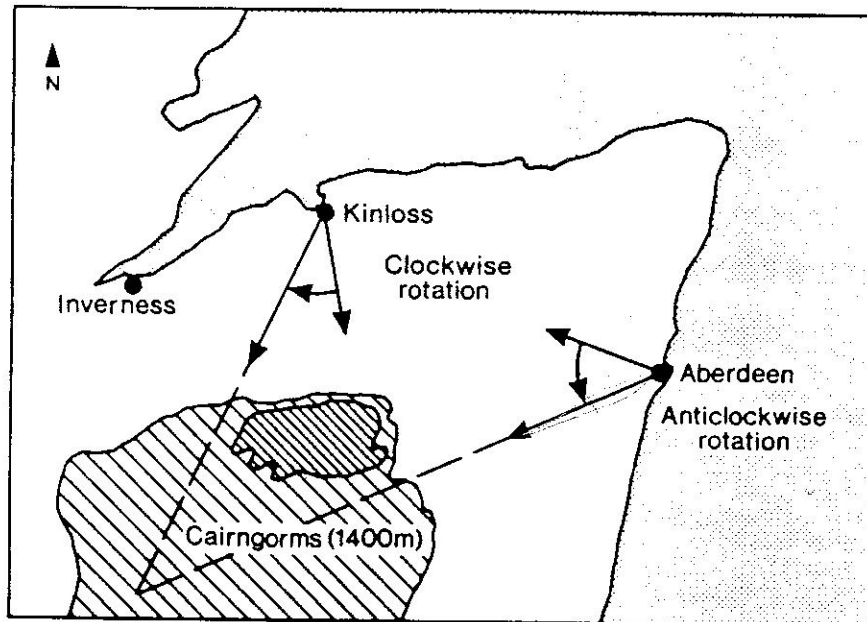 N
Kinloss
Clockwise
rotation
Inverness
Aberdeen
Anticlockwise
rotation
Cairngorms (1400m)